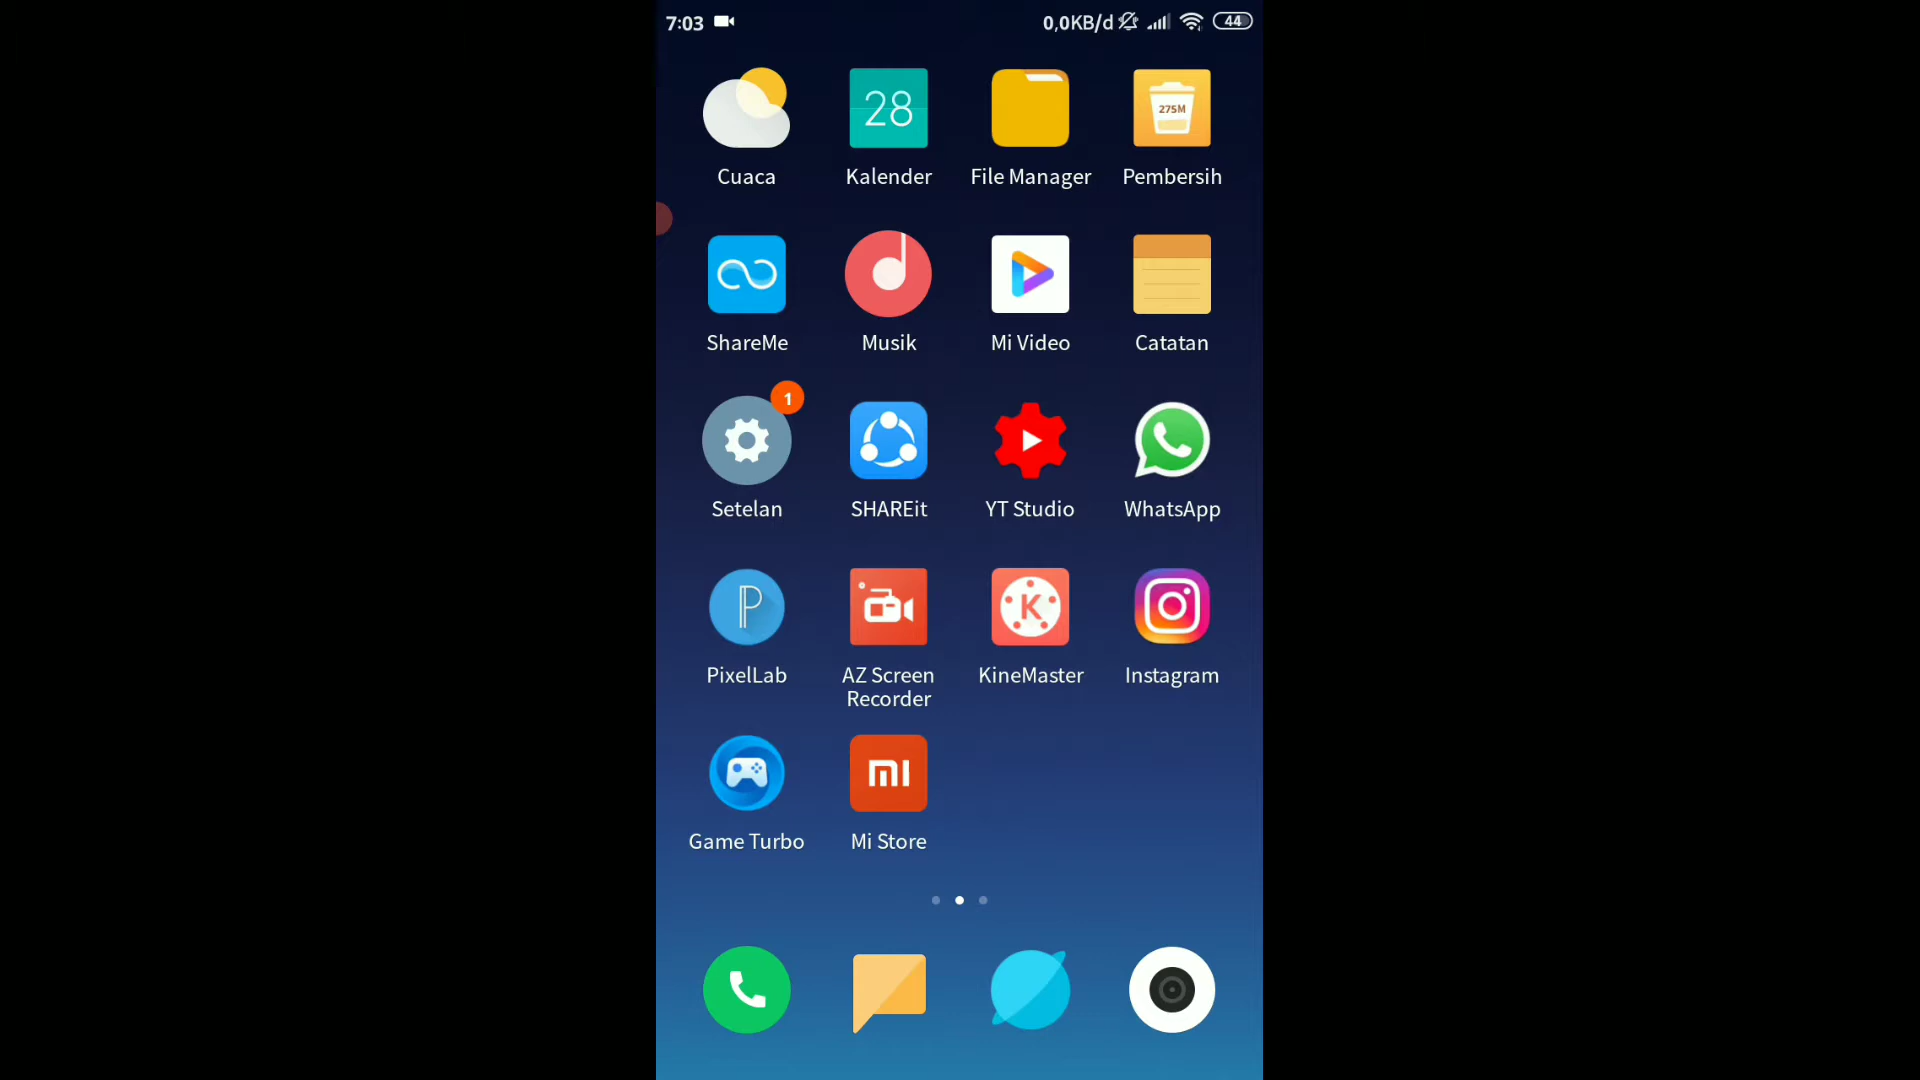 7:03 0,0KB/d 44
28 275M
Cuaca Kalender File Manager Pembersih
ShareMe Musik Mi Video Catatan
1
Setelan SHAREit YT Studio WhatsApp
P K
PixelLab AZ Screen Recorder KineMaster Instagram
mi
Game Turbo Mi Store